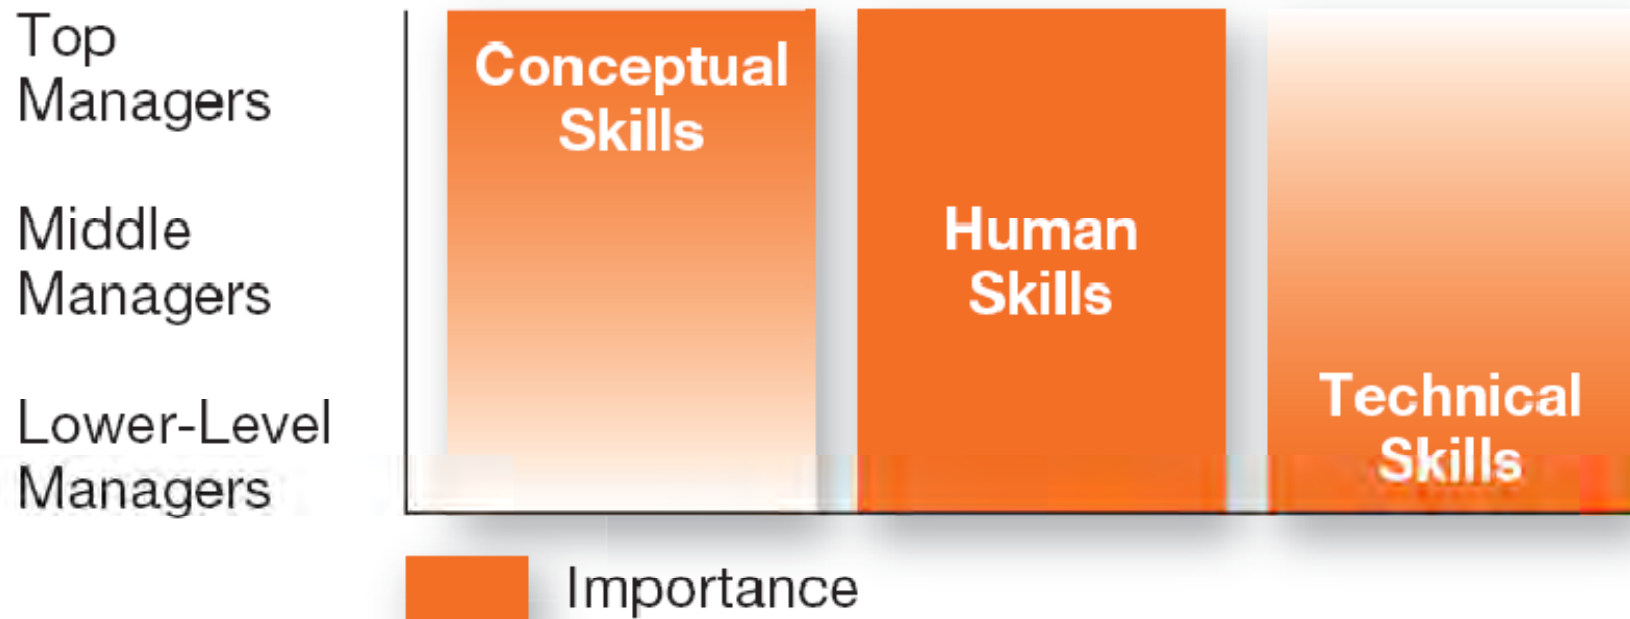 Top
Managers
Middle
Managers
Lower-Level
Managers
Conceptual
Skills
Human
Skills
Technical
Skills
Importance